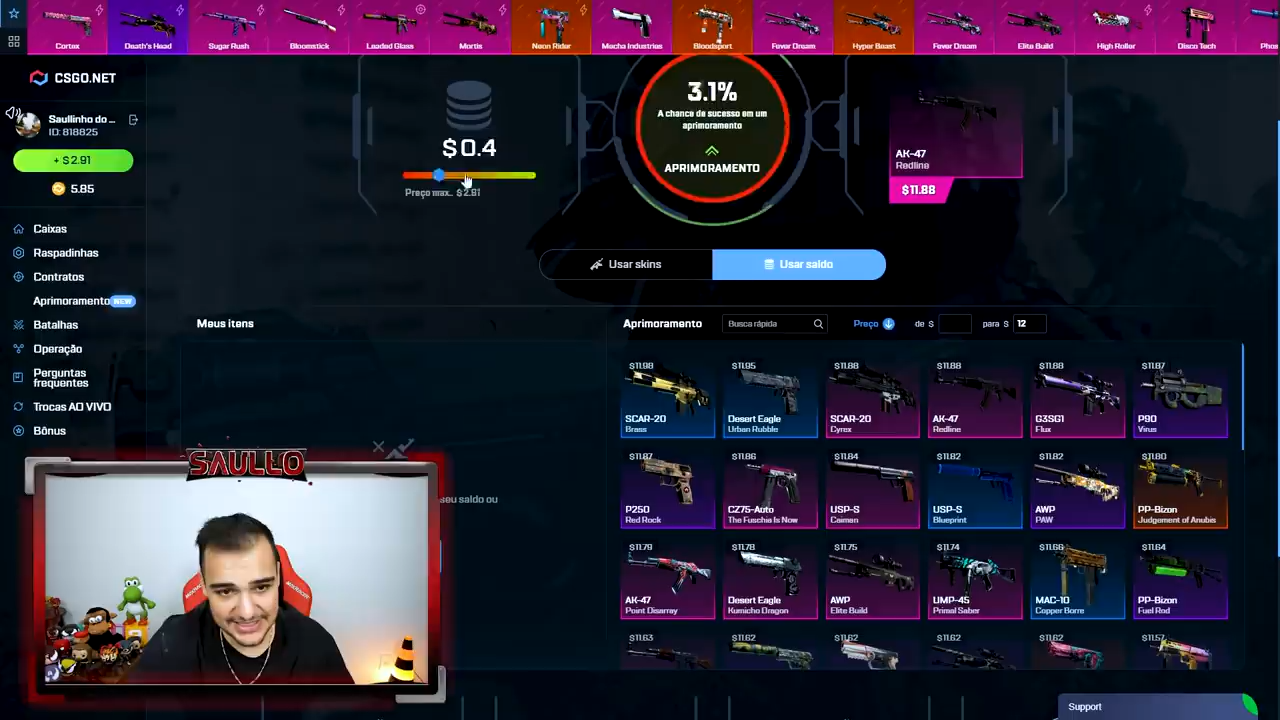 Cortex
Death's Head
Sugar Rush
Bloomstick
Leaded Glass
Mortis
Neon Rider
Mecha Industries
Bloodsport
Fever Dream
Hyper Beast
Fever Dream
Elite Build
High Roller
Disco Tech
CSGO.NET
Saullinho do ...
ID: 818825
+ $2.91
5.85
Caixas
Raspadinhas
Contratos
Aprimoramento NEW
Batalhas
Operação
Perguntas
frequentes
Trocas AO VIVO
Bônus
$0.4
Preço max.. $2.91
3.1%
A chance de sucesso em um
aprimoramento
APRIMORAMENTO
AK-47
Redline
$11.88
Usar skins
Usar saldo
Meus itens
seu saldo ou
Aprimoramento
Busca rápida
Preço
de $
para $ 12
$11.98 $11.95 $11.88 $11.88 $11.88 $11.87
SCAR-20 Desert Eagle SCAR-20 AK-47 G3SG1 P90
Brass Urban Rubble Cyrex Redline Flux Virus
$11.87 $11.86 $11.84 $11.82 $11.82 $11.80
P250 CZ75-Auto USP-S USP-S AWP PP-Bizon
Red Rock The Fuschia Is Now Caiman Blueprint PAW Judgement of Anubis
$11.79 $11.78 $11.75 $11.74 $11.66 $11.64
AK-47 Desert Eagle AWP UMP-45 MAC-10 PP-Bizon
Point Disarray Kumicho Dragon Elite Build Primal Saber Copper Borre Fuel Rod
$11.63 $11.62 $11.62 $11.62 $11.62 $11.57
SAULLO
Support